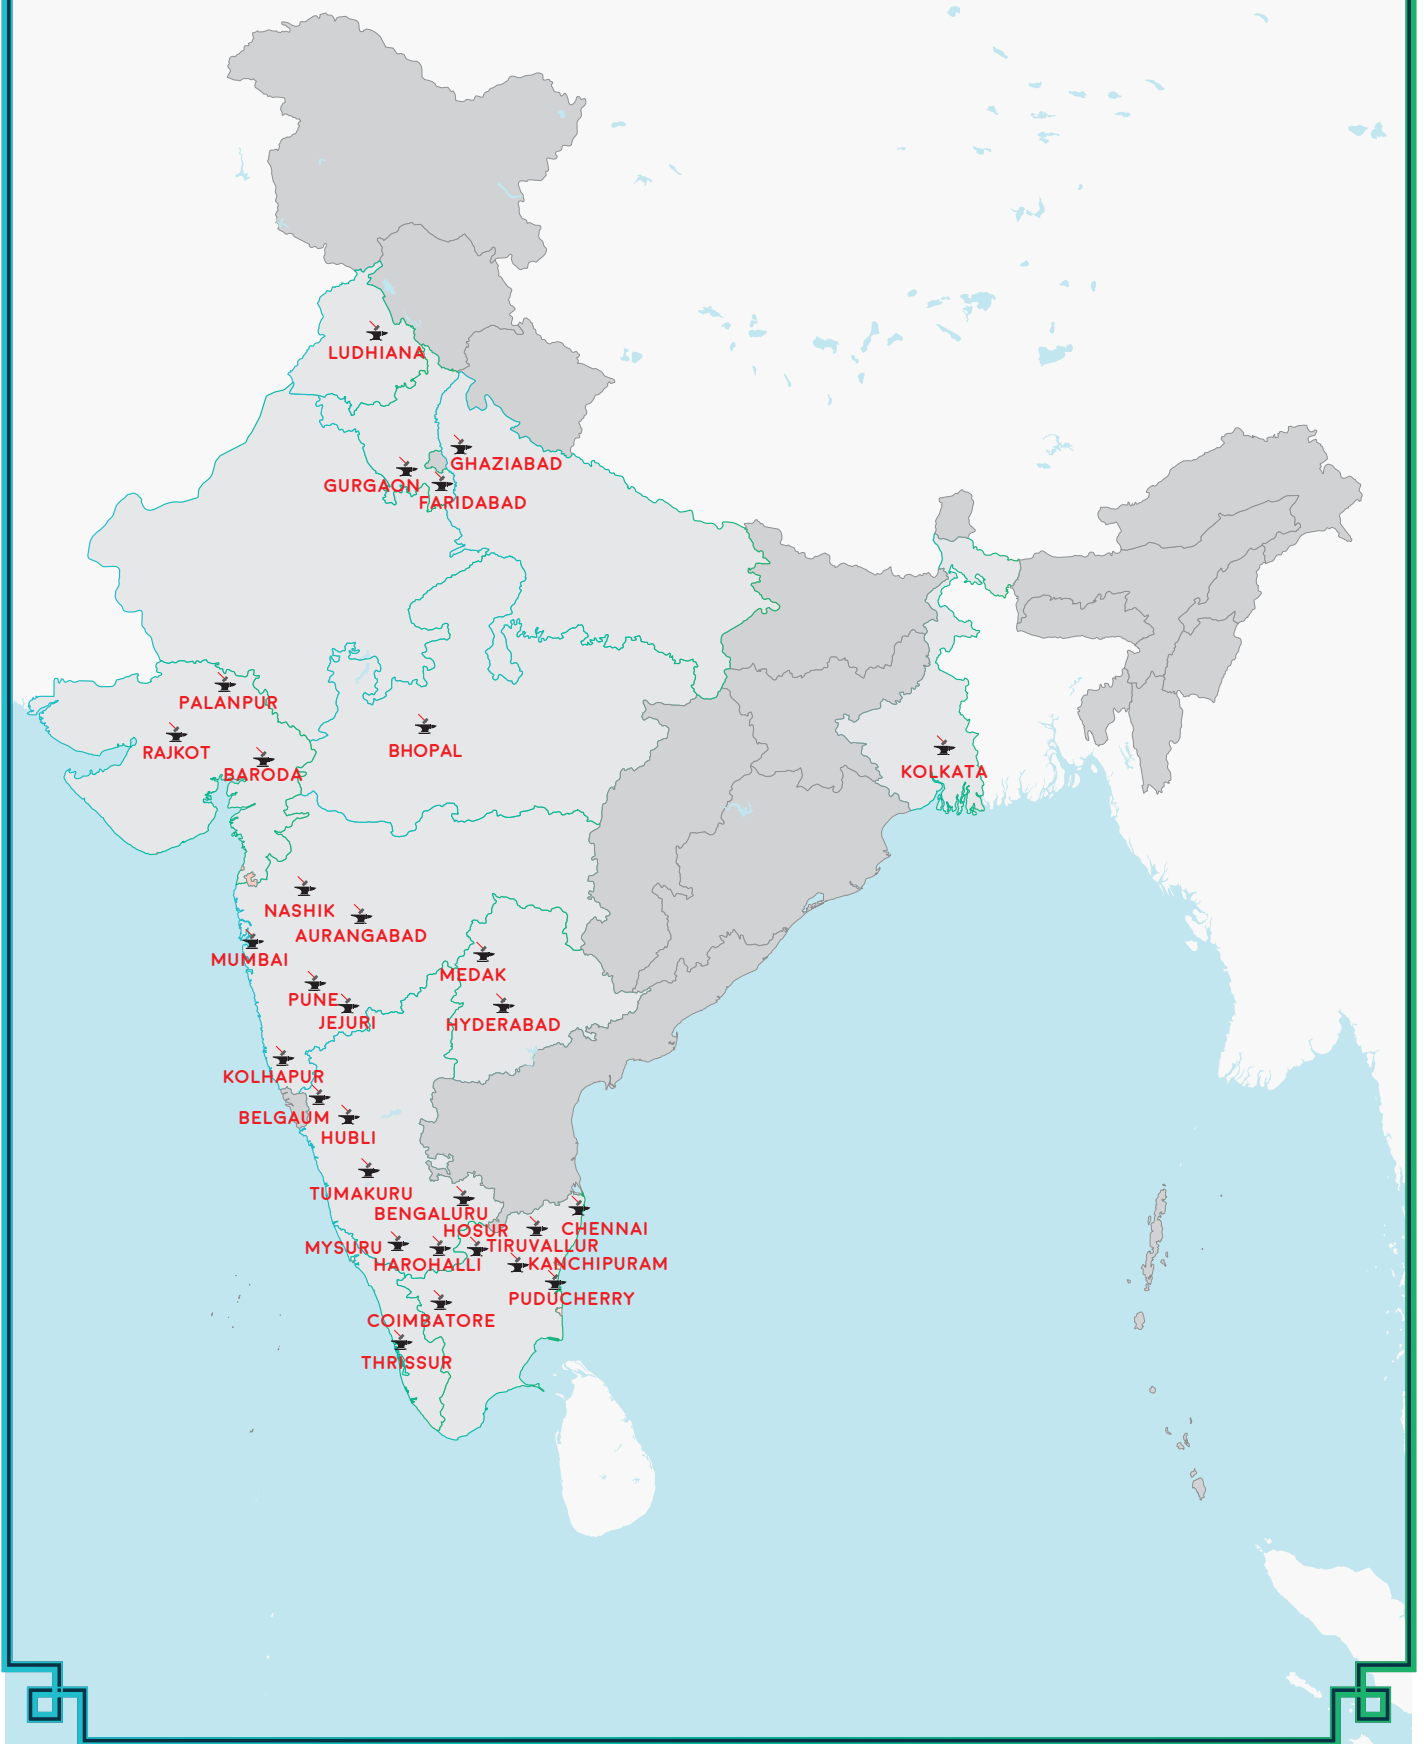 LUDHIANA
GHAZIABAD
GURGAON
FARIDABAD
PALANPUR
RAJKOT
BHOPAL
BARODA
KOLKATA
NASHIK
AURANGABAD
MUMBAI
MEDAK
PUNE
JEJURI
HYDERABAD
KOLHAPUR
BELGAUM
HUBLI
TUMAKURU
BENGALURU
HOSUR
CHENNAI
MYSURU
TIRUVALLUR
HAROHALLI
KANCHIPURAM
PUDUCHERRY
COIMBATORE
THRISSUR